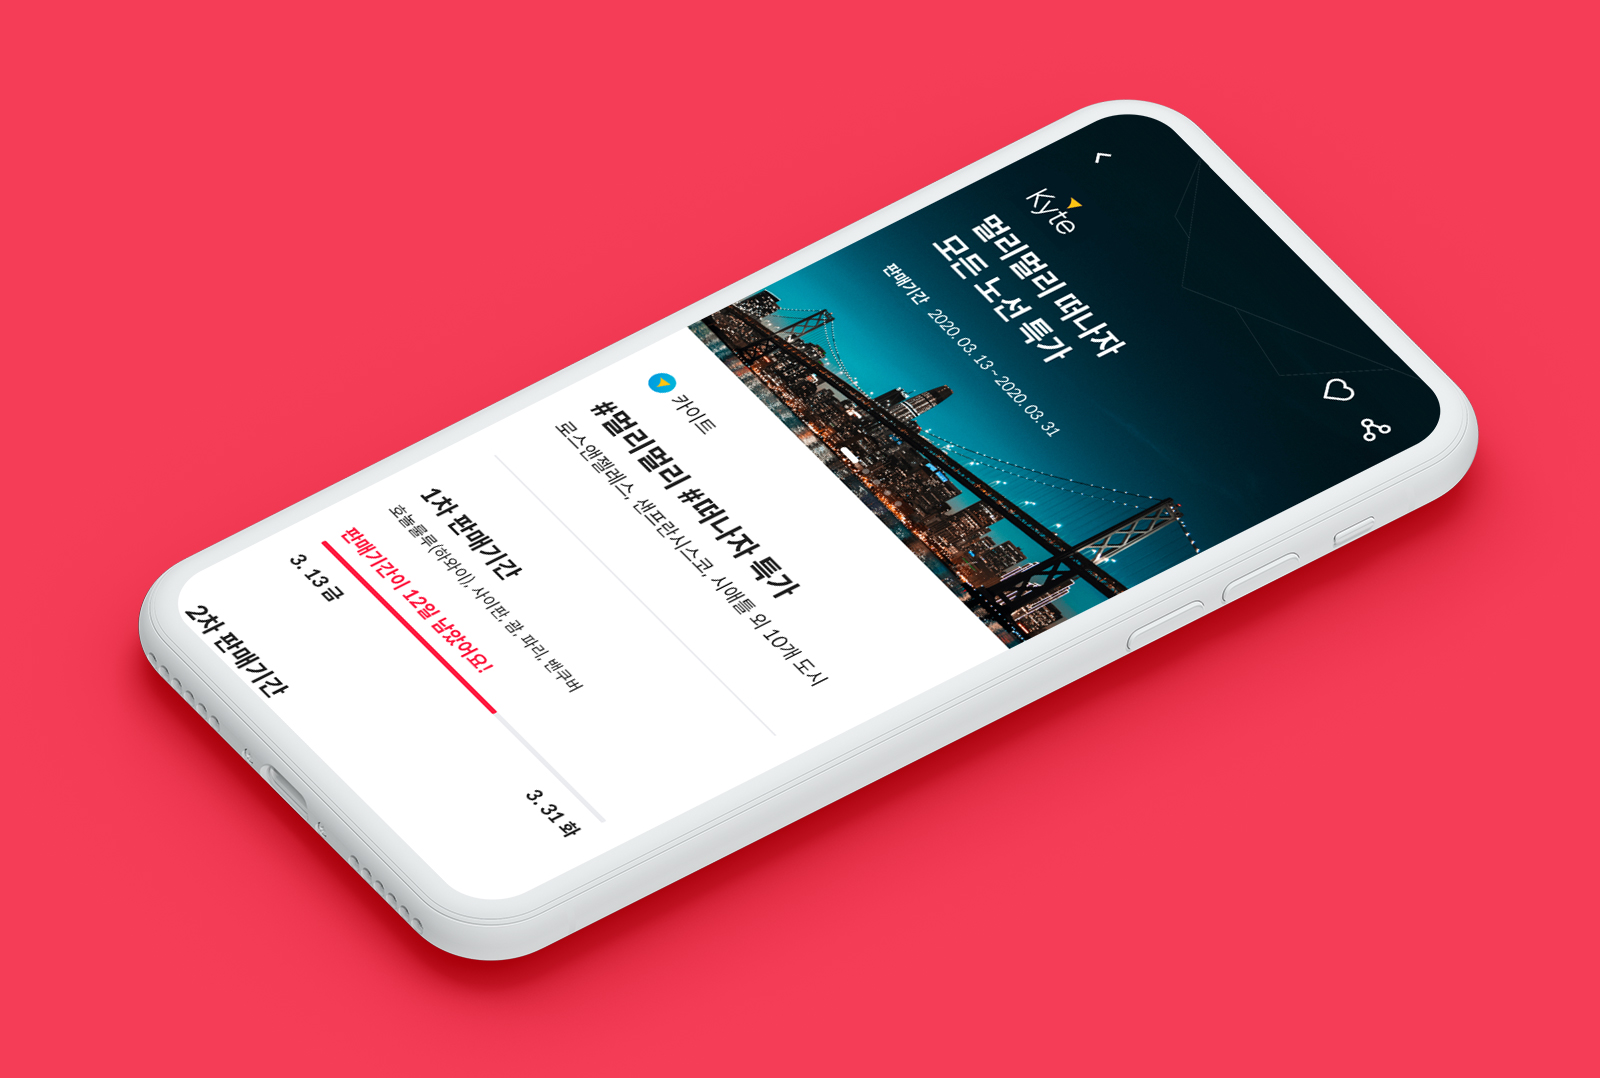 Kyte
멀리멀리 떠나자
모든 노선 특가
판매기간 2020. 03. 13 ~ 2020. 03. 31
카이트
#멀리멀리 #떠나자 특가
로스앤젤레스, 샌프란시스코, 시애틀 외 10개 도시
1차 판매기간
호놀룰루(하와이), 사이판, 괌, 파리, 밴쿠버
판매기간이 12일 남았어요!
3. 13 금
3. 31 화
2차 판매기간